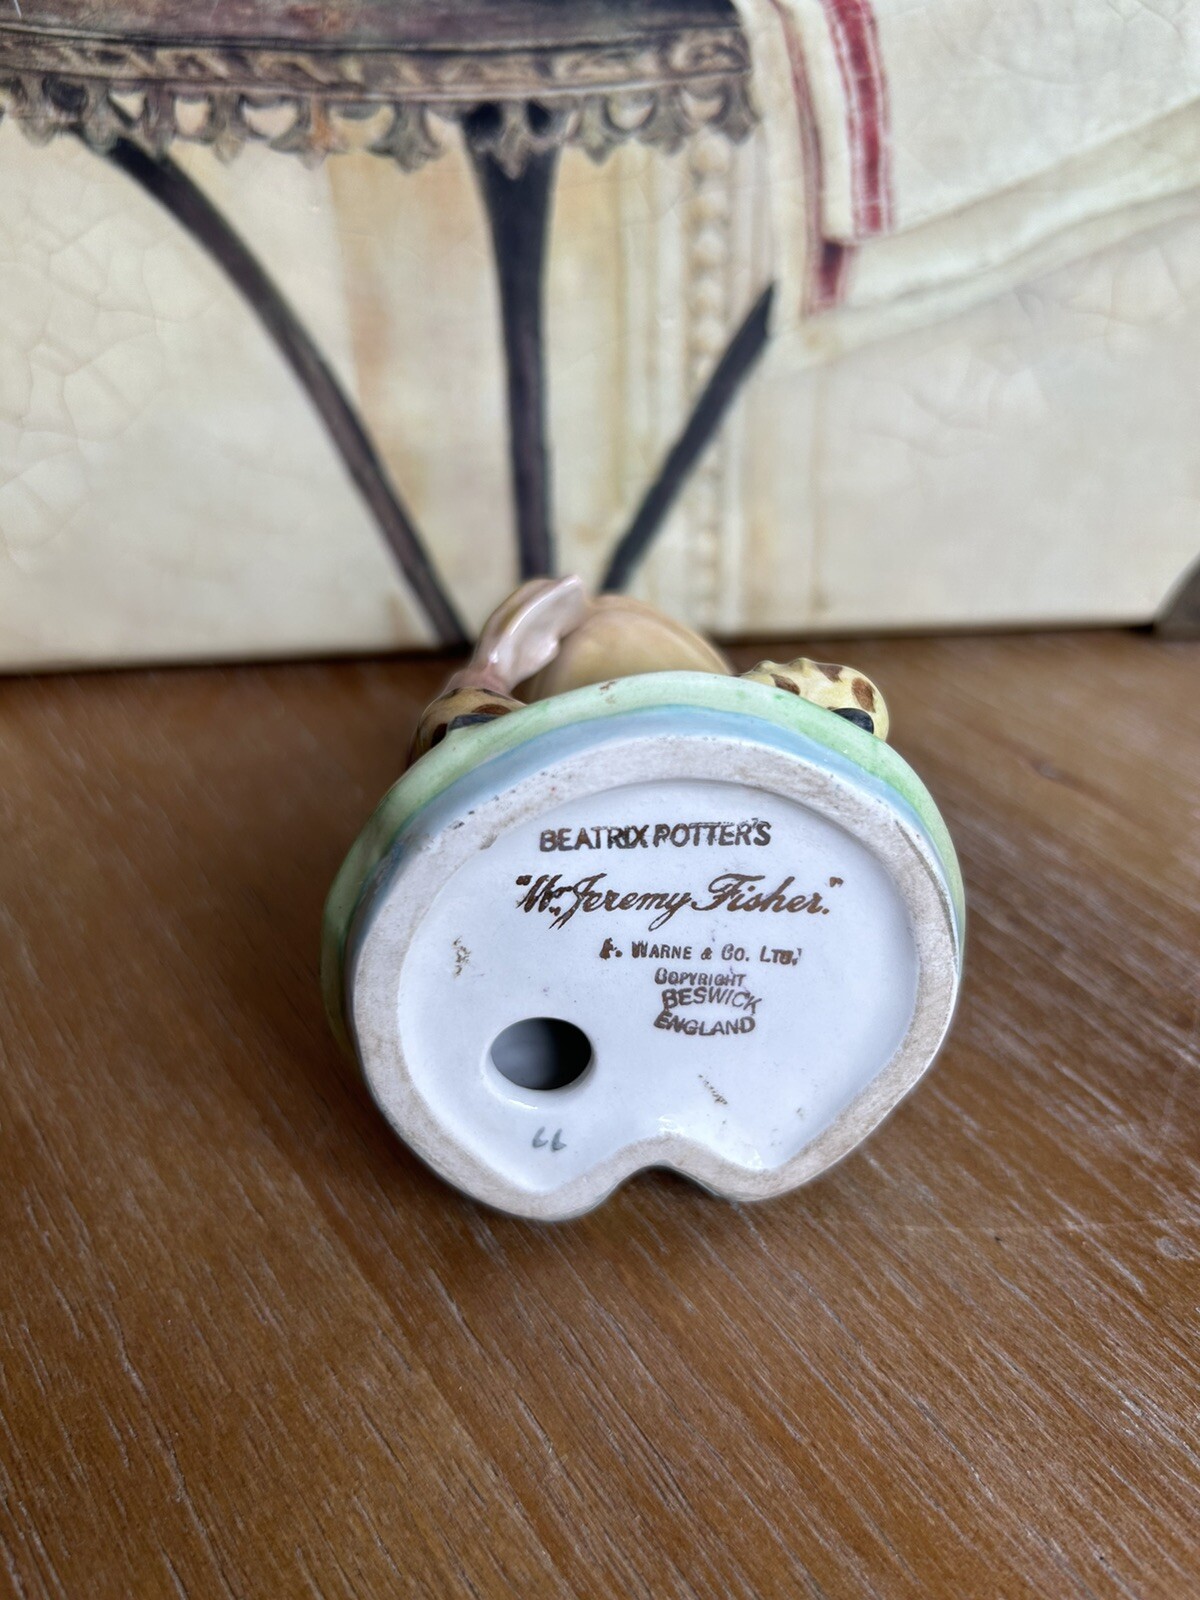 BEATRIX POTTER'S
"Mr. Jeremy Fisher."
F. WARNE & CO. LTD.
COPYRIGHT
BESWICK
ENGLAND